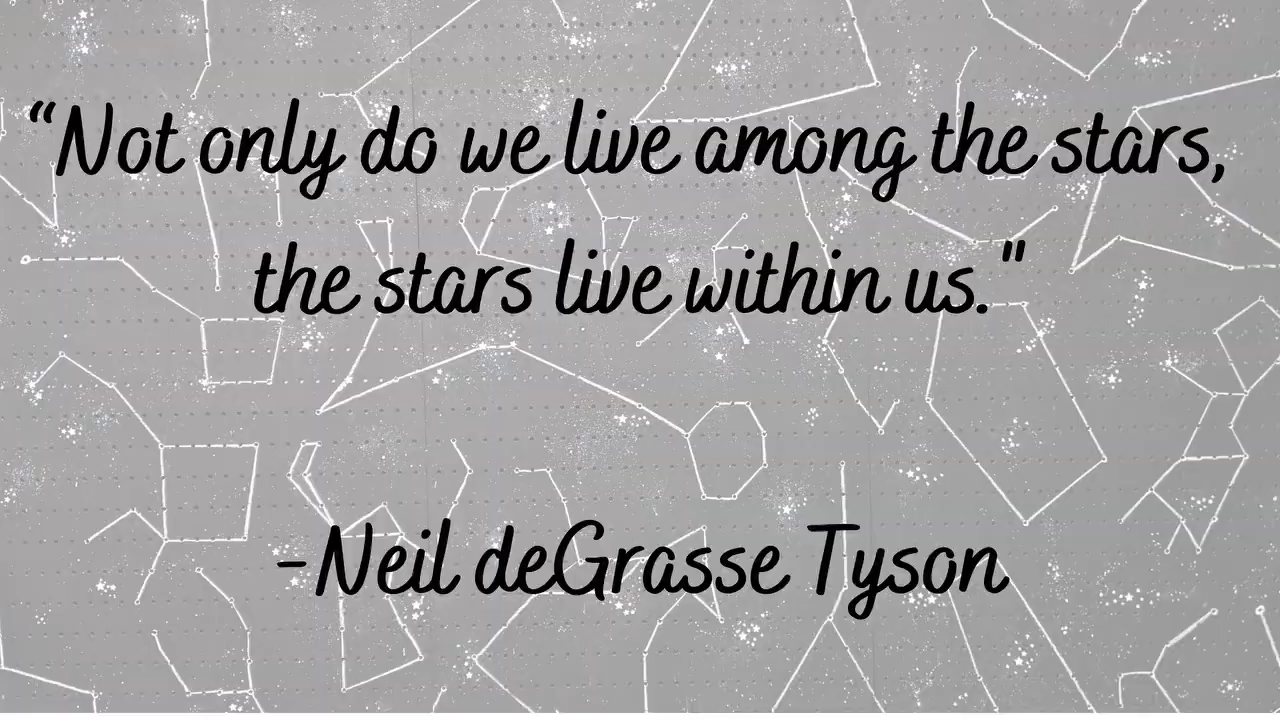 “Not only do we live among the stars,
the stars live within us."
-Neil deGrasse Tyson